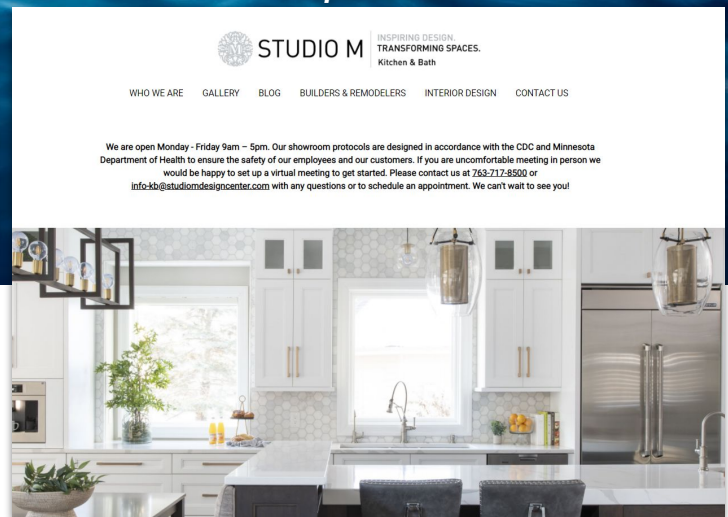 STUDIO M
INSPIRING DESIGN.
TRANSFORMING SPACES.
Kitchen & Bath
WHO WE ARE GALLERY BLOG BUILDERS & REMODELERS INTERIOR DESIGN CONTACT US
We are open Monday - Friday 9am – 5pm. Our showroom protocols are designed in accordance with the CDC and Minnesota
Department of Health to ensure the safety of our employees and our customers. If you are uncomfortable meeting in person we
would be happy to set up a virtual meeting to get started. Please contact us at 763-717-8500 or
info-kb@studiomdesigncenter.com with any questions or to schedule an appointment. We can't wait to see you!